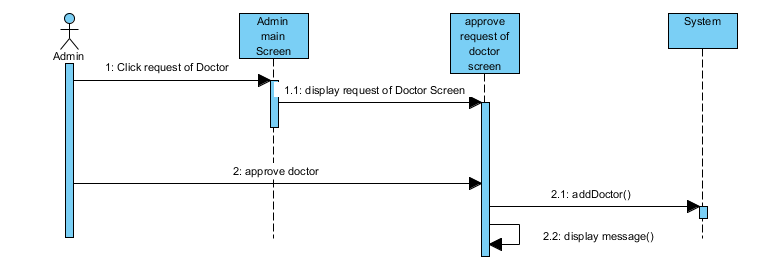 Admin
Admin
main
Screen
approve
request of
doctor
screen
System
1: Click request of Doctor
1.1: display request of Doctor Screen
2: approve doctor
2.1: addDoctor()
2.2: display message()